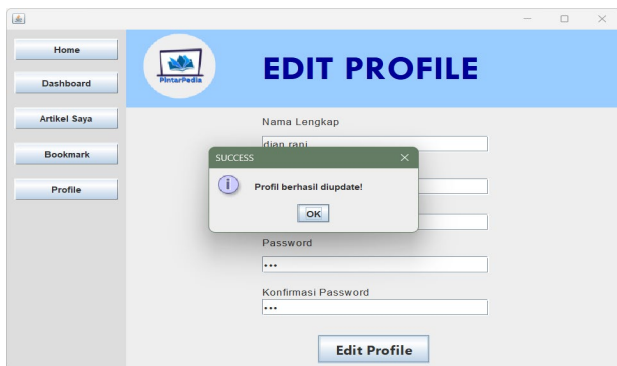 Home
Dashboard
Artikel Saya
Bookmark
Profile
PintarPedia
EDIT PROFILE
Nama Lengkap
dian rani
SUCCESS
Profil berhasil diupdate!
OK
Password
•••
Konfirmasi Password
•••
Edit Profile